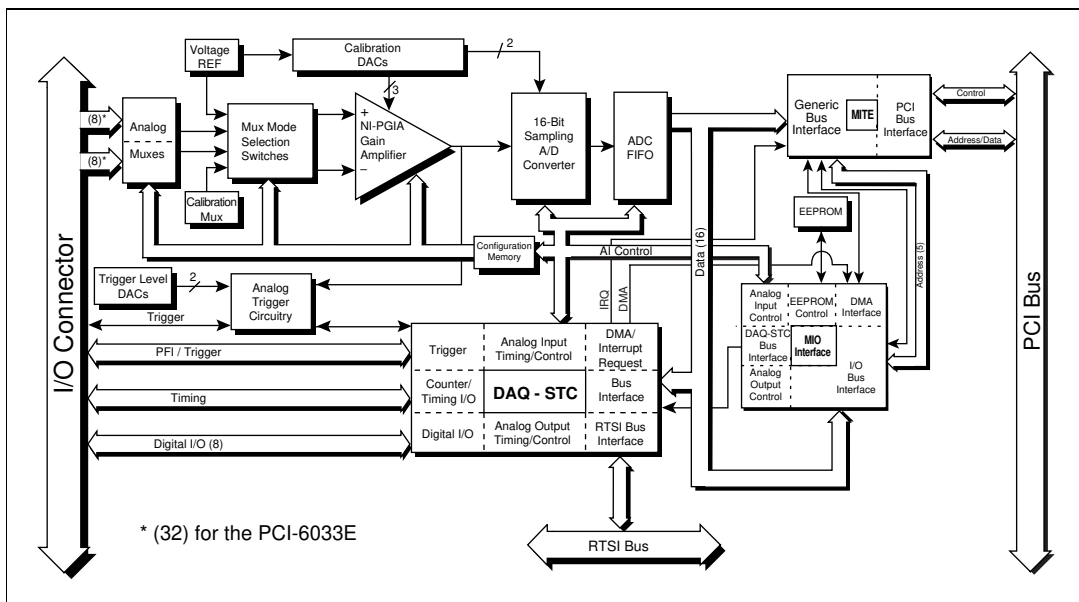 Voltage
REF
Calibration
DACs
2
3
(8)*
(8)*
Analog
Muxes
Mux Mode
Selection
Switches
Calibration
Mux
+
NI-PGIA
Gain
Amplifier
–
16-Bit
Sampling
A/D
Converter
ADC
FIFO
Generic
Bus
Interface
MITE
PCI
Bus
Interface
Control
Address/Data
EEPROM
Configuration
Memory
AI Control
Data (16)
Address (5)
IRQ
DMA
I/O Connector
PCI Bus
Trigger Level
DACs
2
Analog
Trigger
Circuitry
Trigger
PFI / Trigger
Timing
Digital I/O (8)
Trigger
Analog Input
Timing/Control
DMA/
Interrupt
Request
Counter/
Timing I/O
DAQ - STC
Bus
Interface
Digital I/O
Analog Output
Timing/Control
RTSI Bus
Interface
Analog
Input
Control
EEPROM
Control
DMA
Interface
DAQ-STC
Bus
Interface
MIO
Interface
I/O
Bus
Interface
Analog
Output
Control
* (32) for the PCI-6033E
RTSI Bus